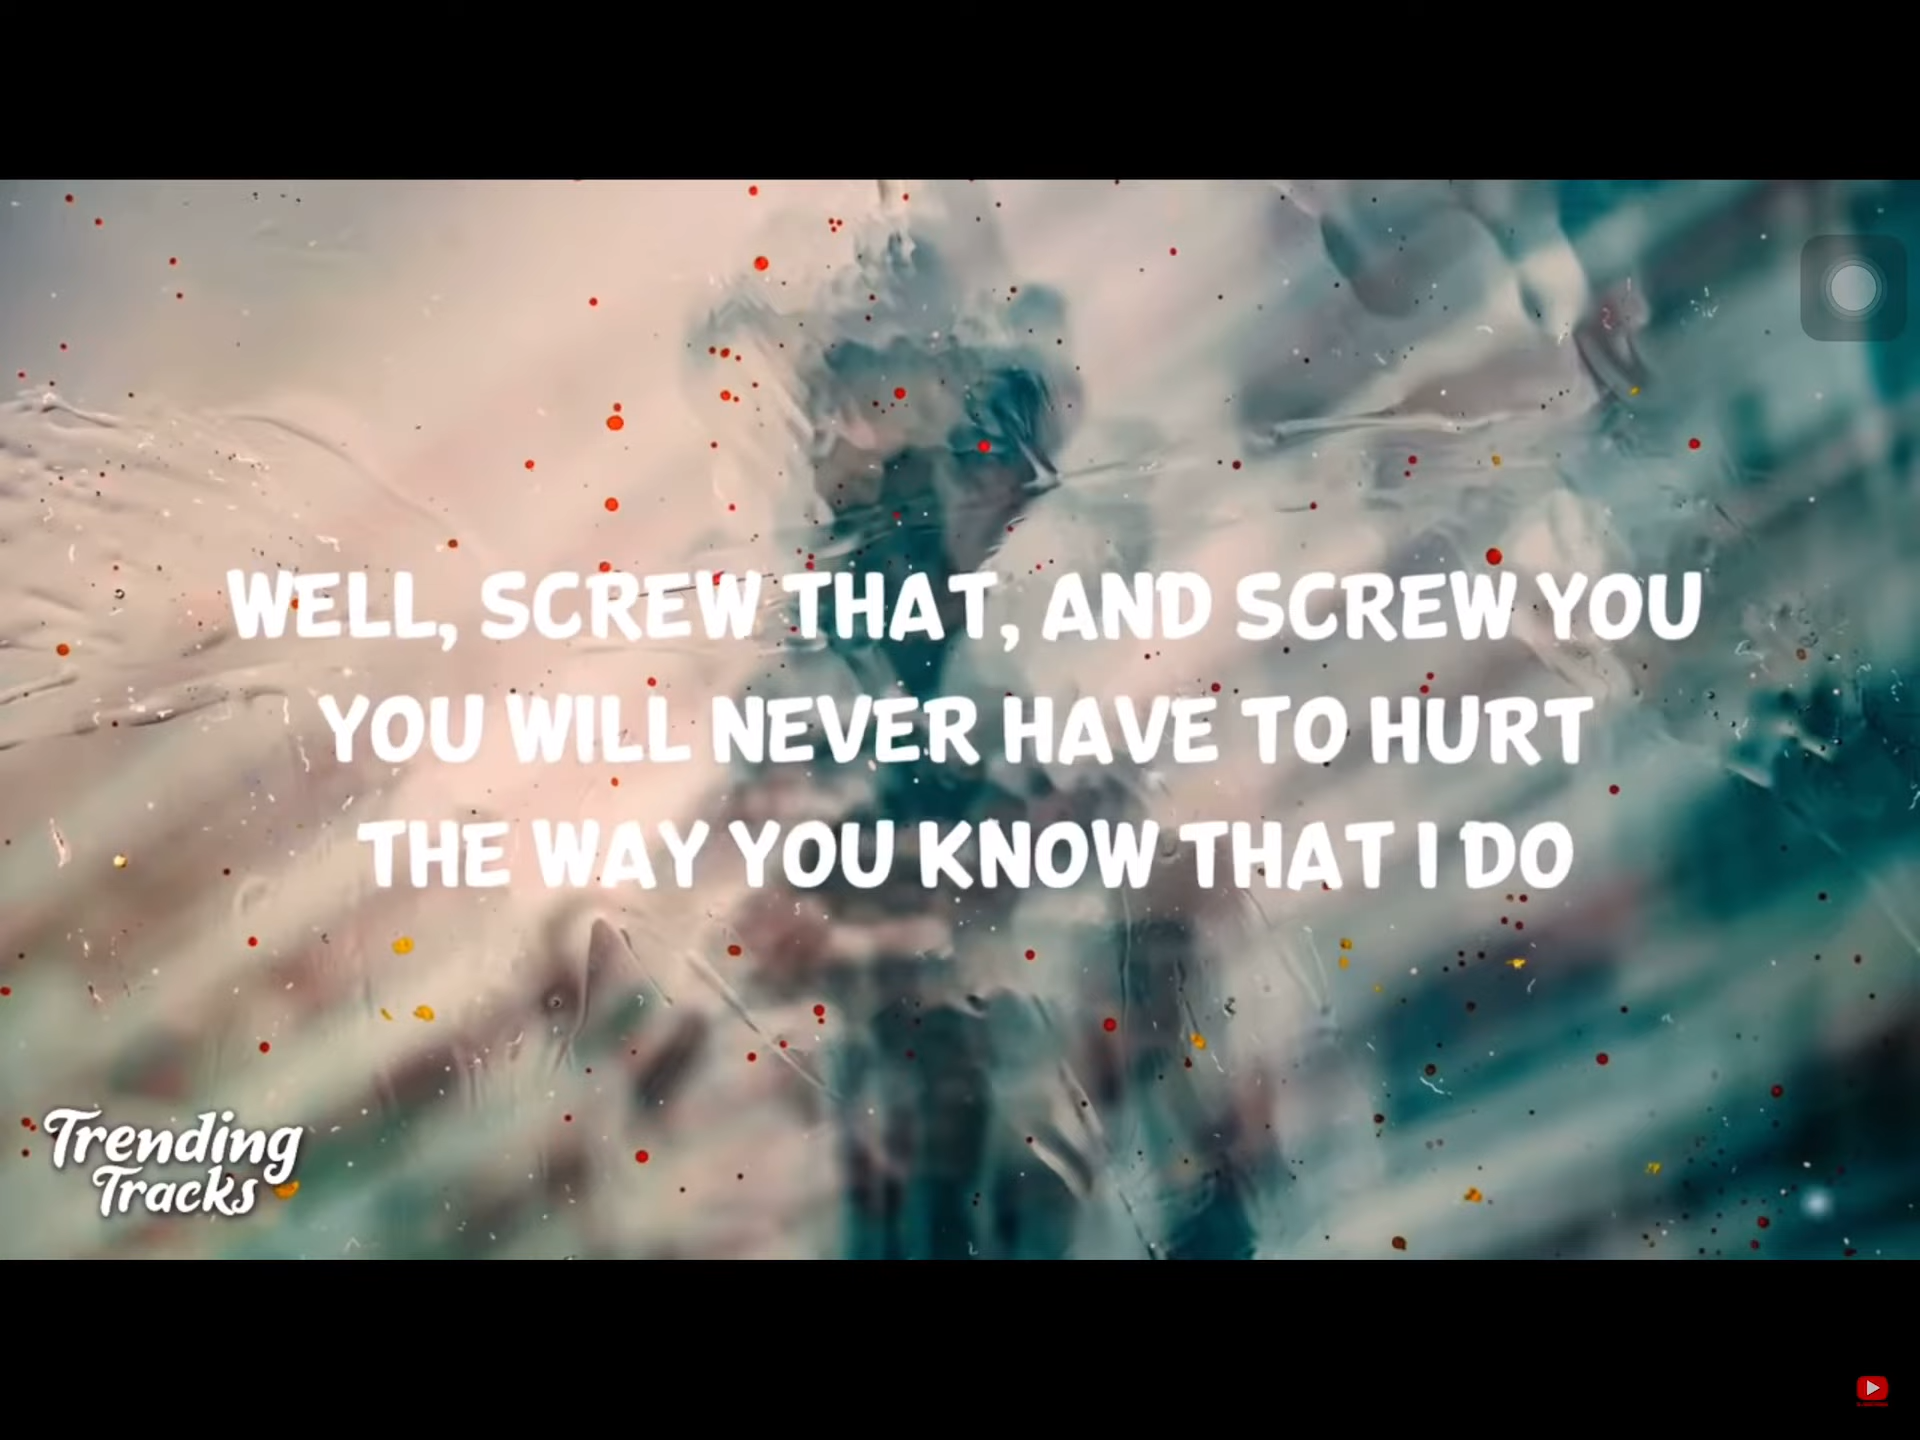 WELL, SCREW THAT, AND SCREW YOU
YOU WILL NEVER HAVE TO HURT
THE WAY YOU KNOW THAT I DO
Trending
Tracks